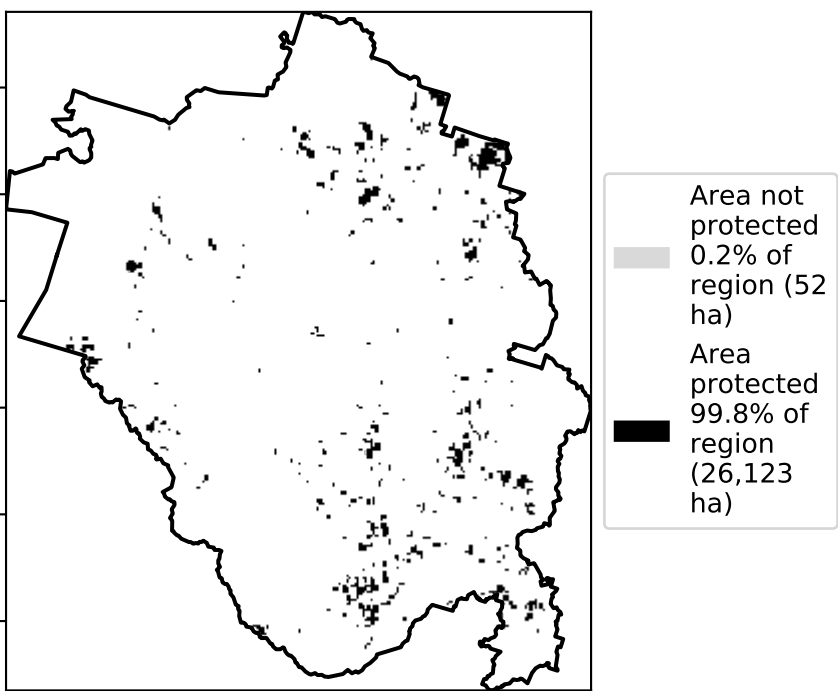 Area not
protected
0.2% of
region (52
ha)
Area
protected
99.8% of
region
(26,123
ha)